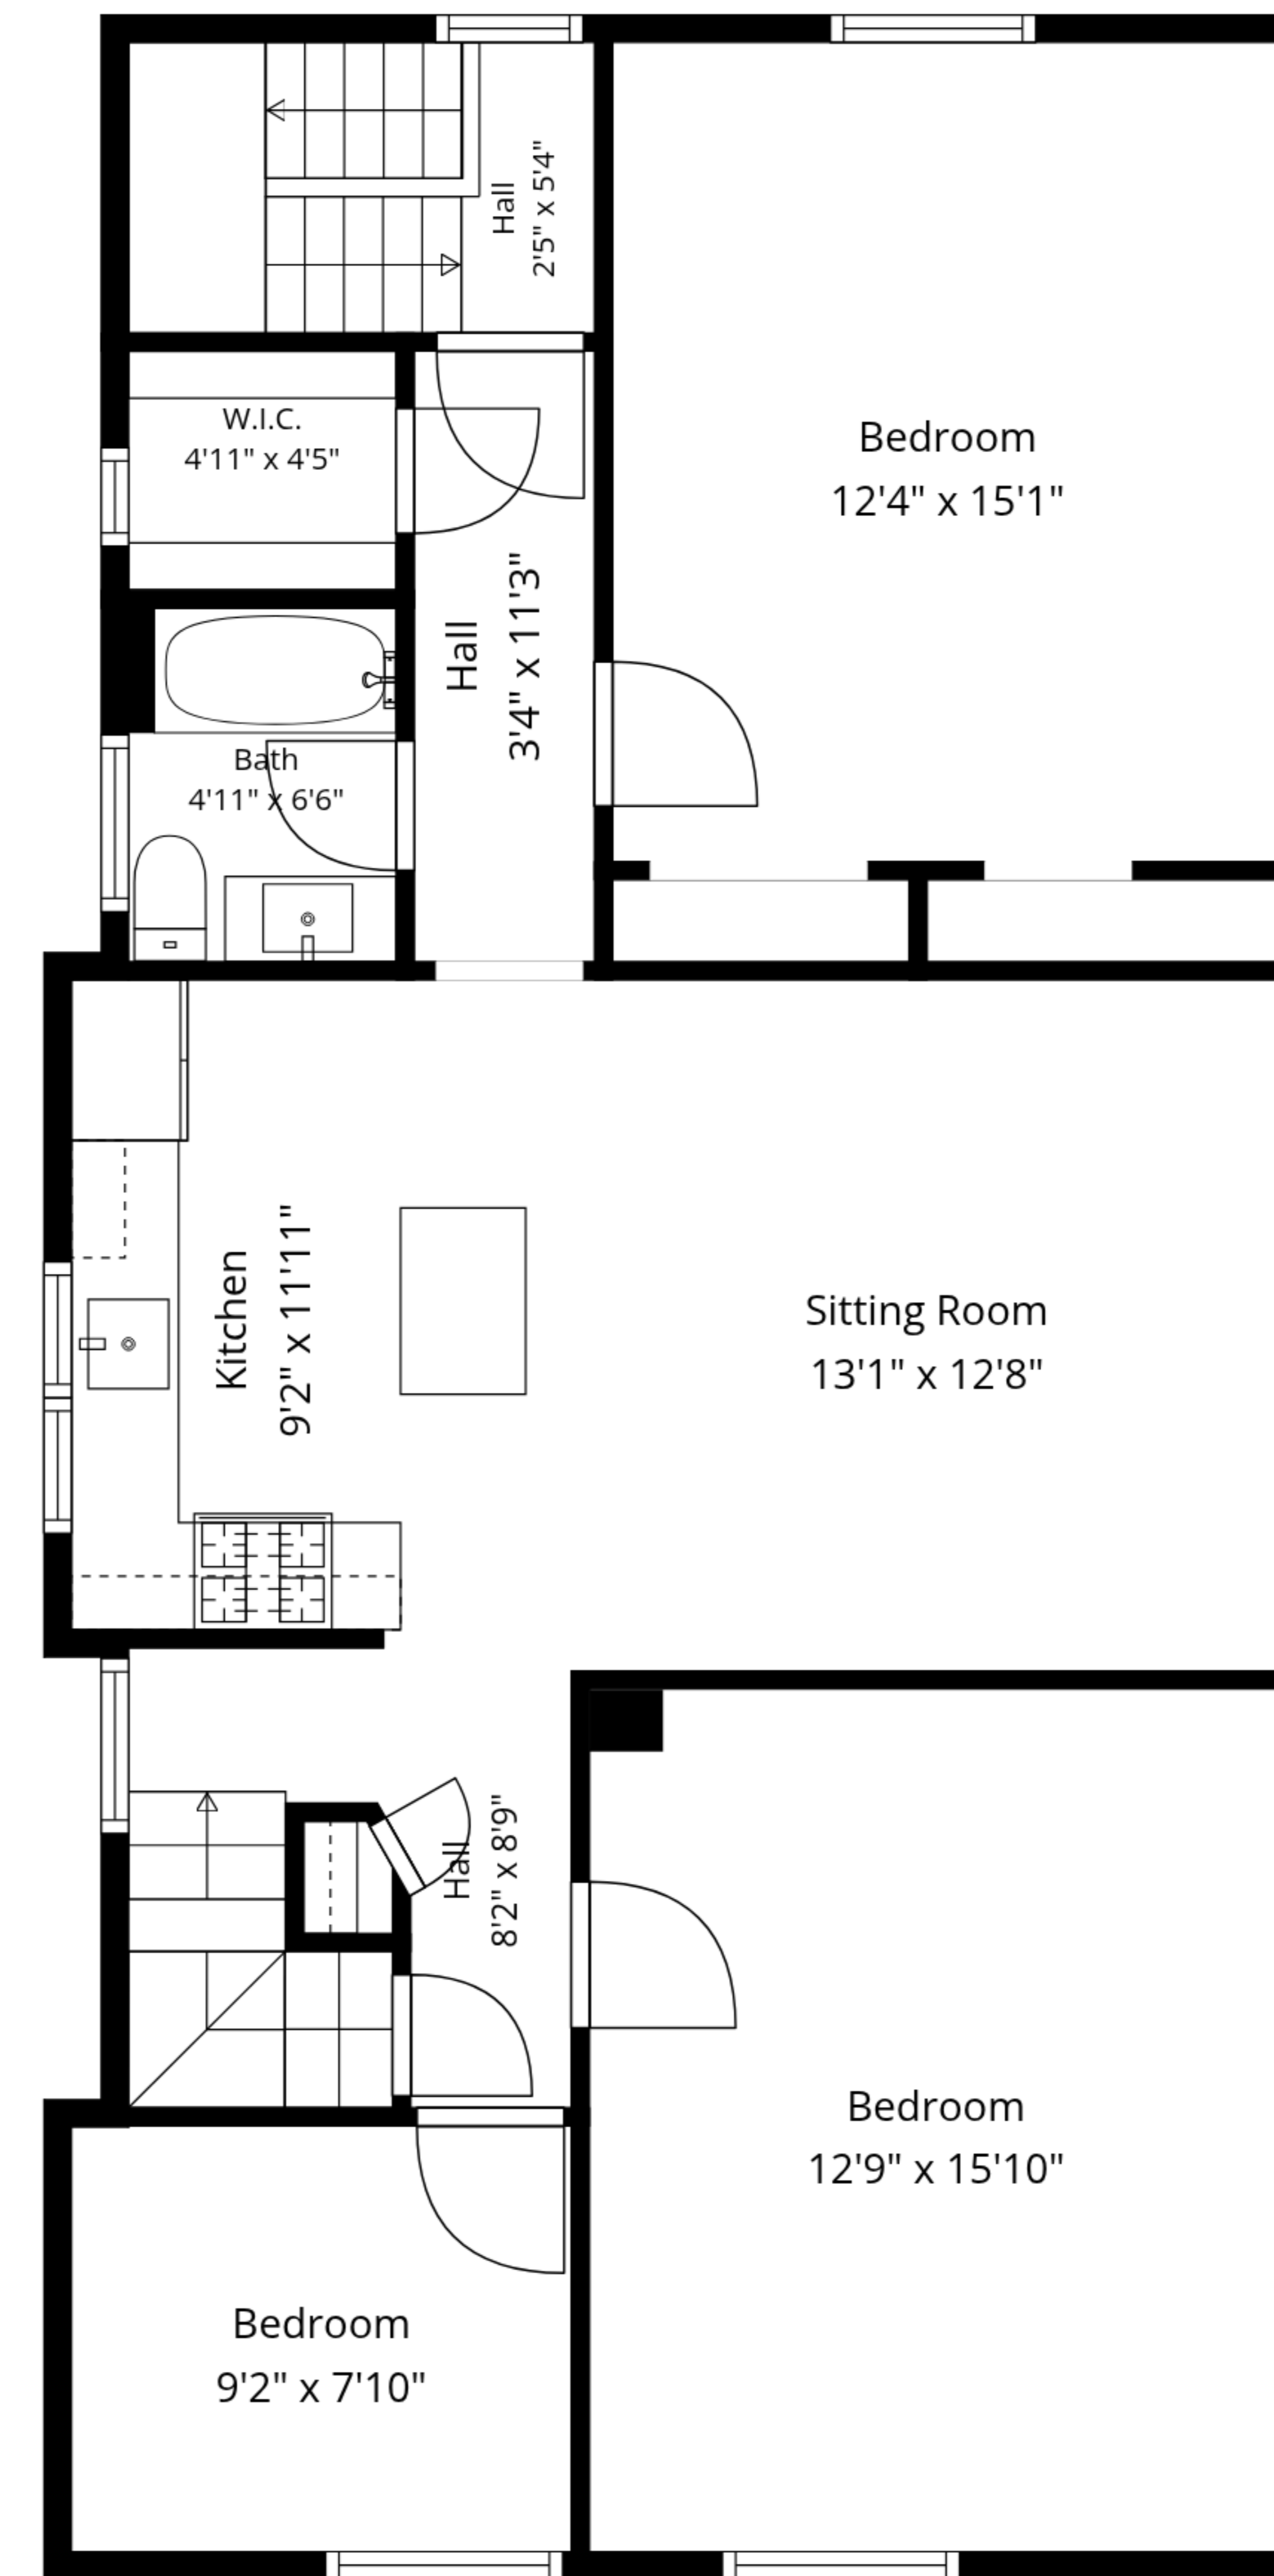 Hall
2'5" x 5'4"
W.I.C.
4'11" x 4'5"
Bedroom
12'4" x 15'1"
Hall
3'4" x 11'3"
Bath
4'11" x 6'6"
Kitchen
9'2" x 11'11"
Sitting Room
13'1" x 12'8"
Hall
8'2" x 8'9"
Bedroom
12'9" x 15'10"
Bedroom
9'2" x 7'10"